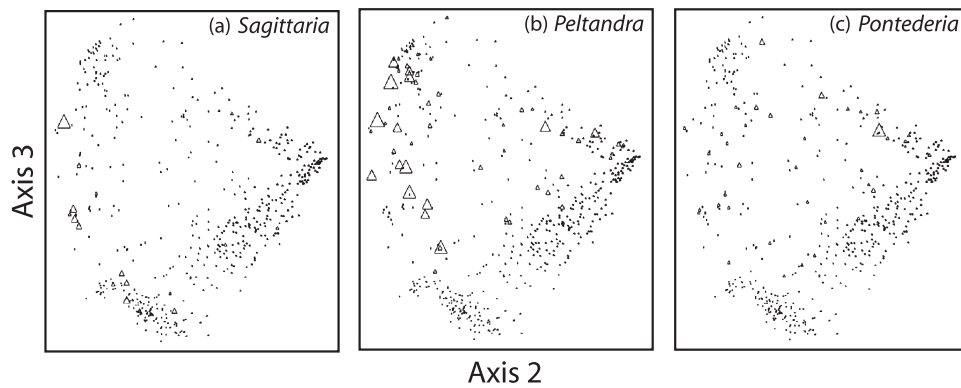 (a) Sagittaria
(b) Peltandra
(c) Pontederia
Axis 3
Axis 2